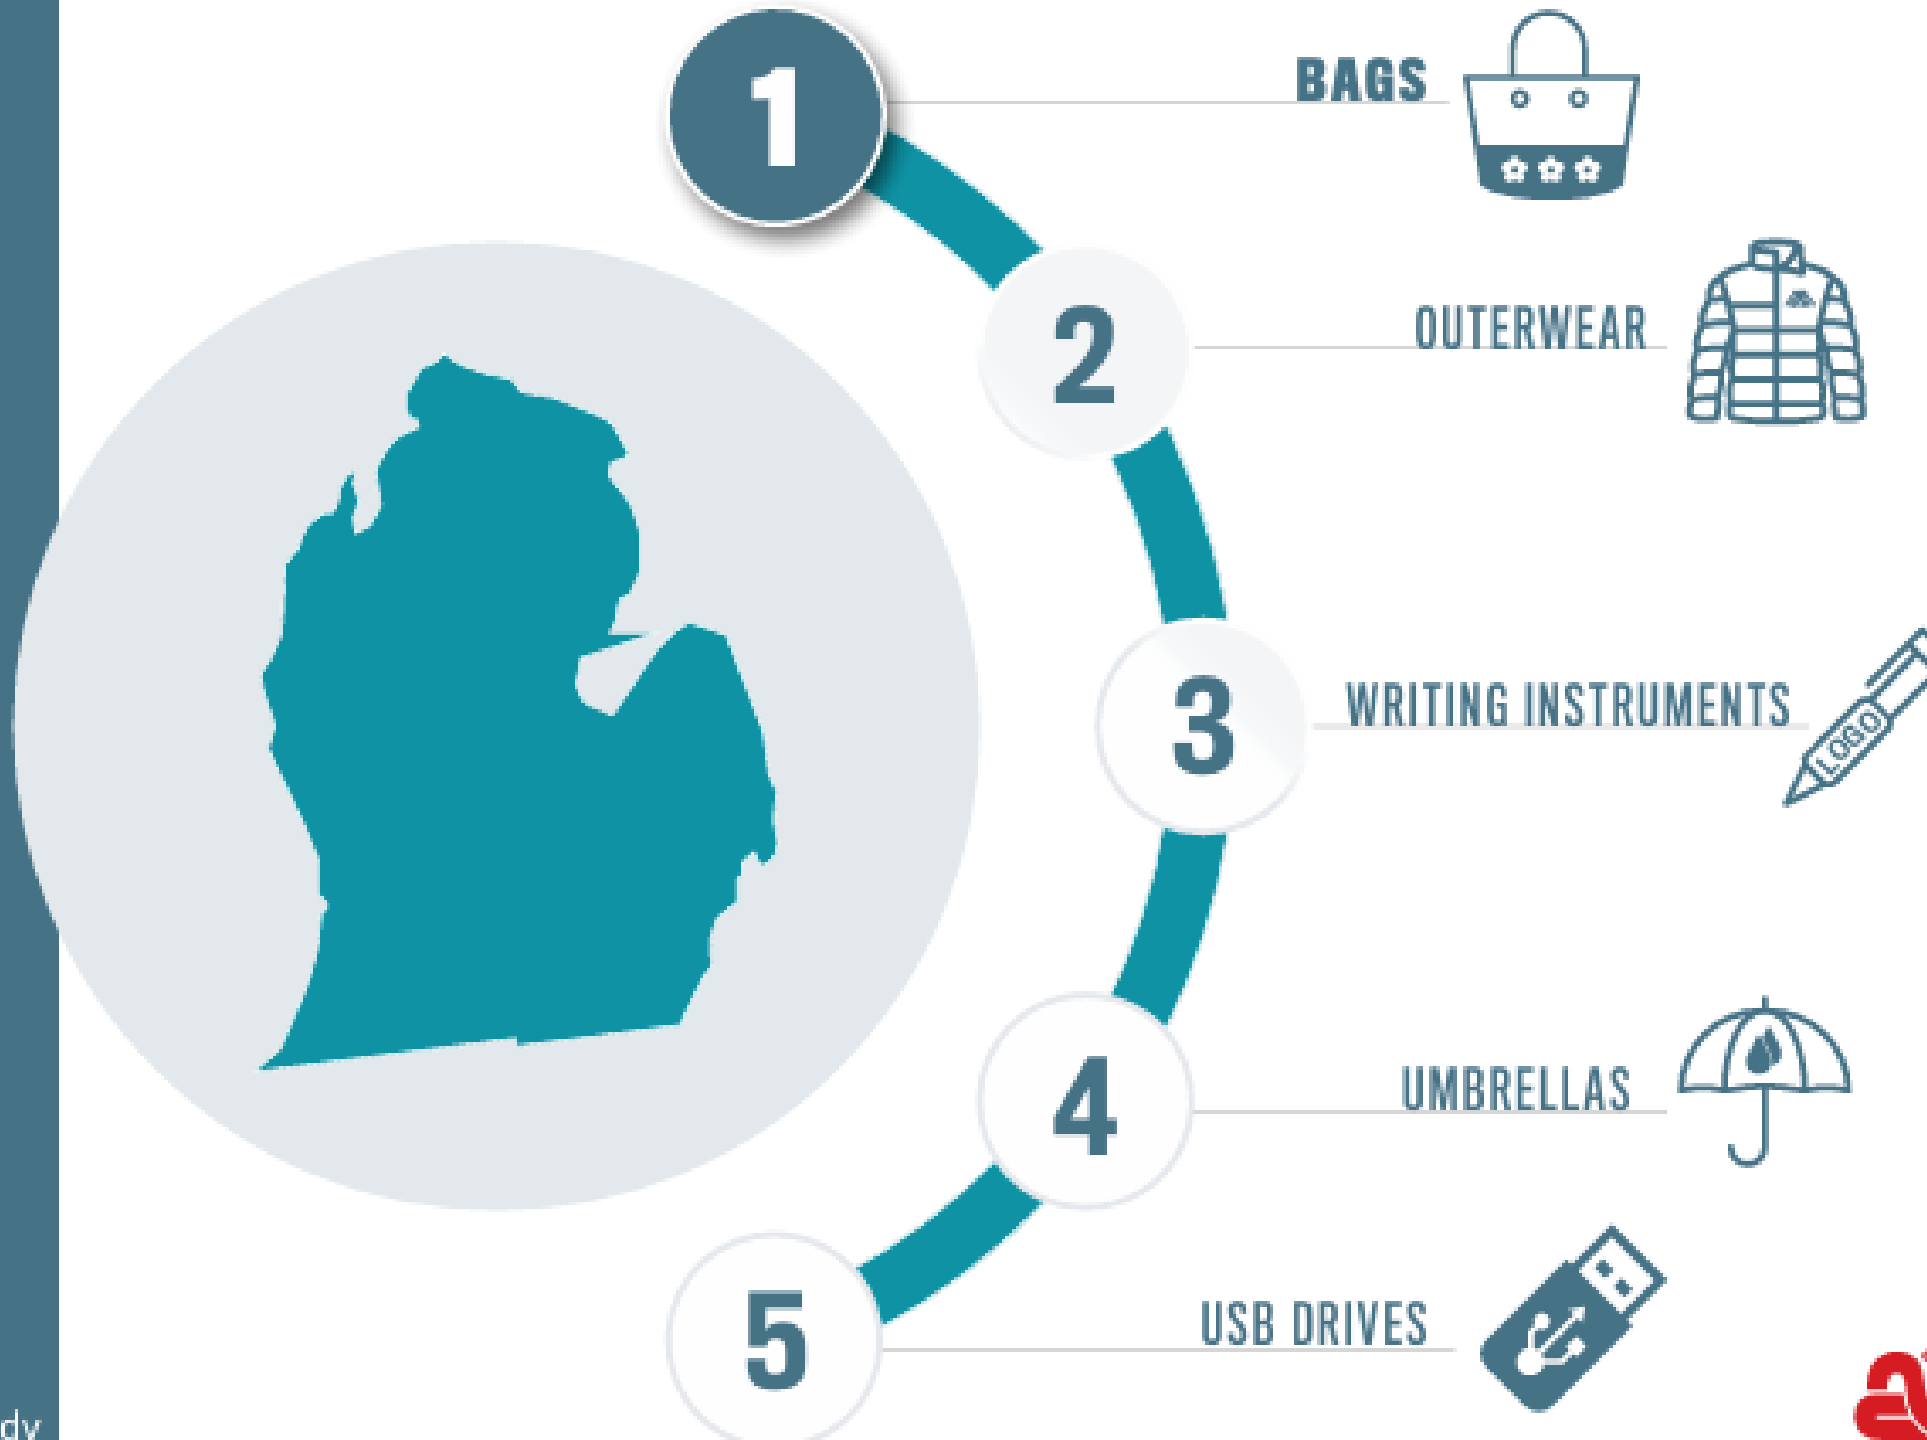 1 BAGS
2 OUTERWEAR
3 WRITING INSTRUMENTS
LOGO
4 UMBRELLAS
5 USB DRIVES